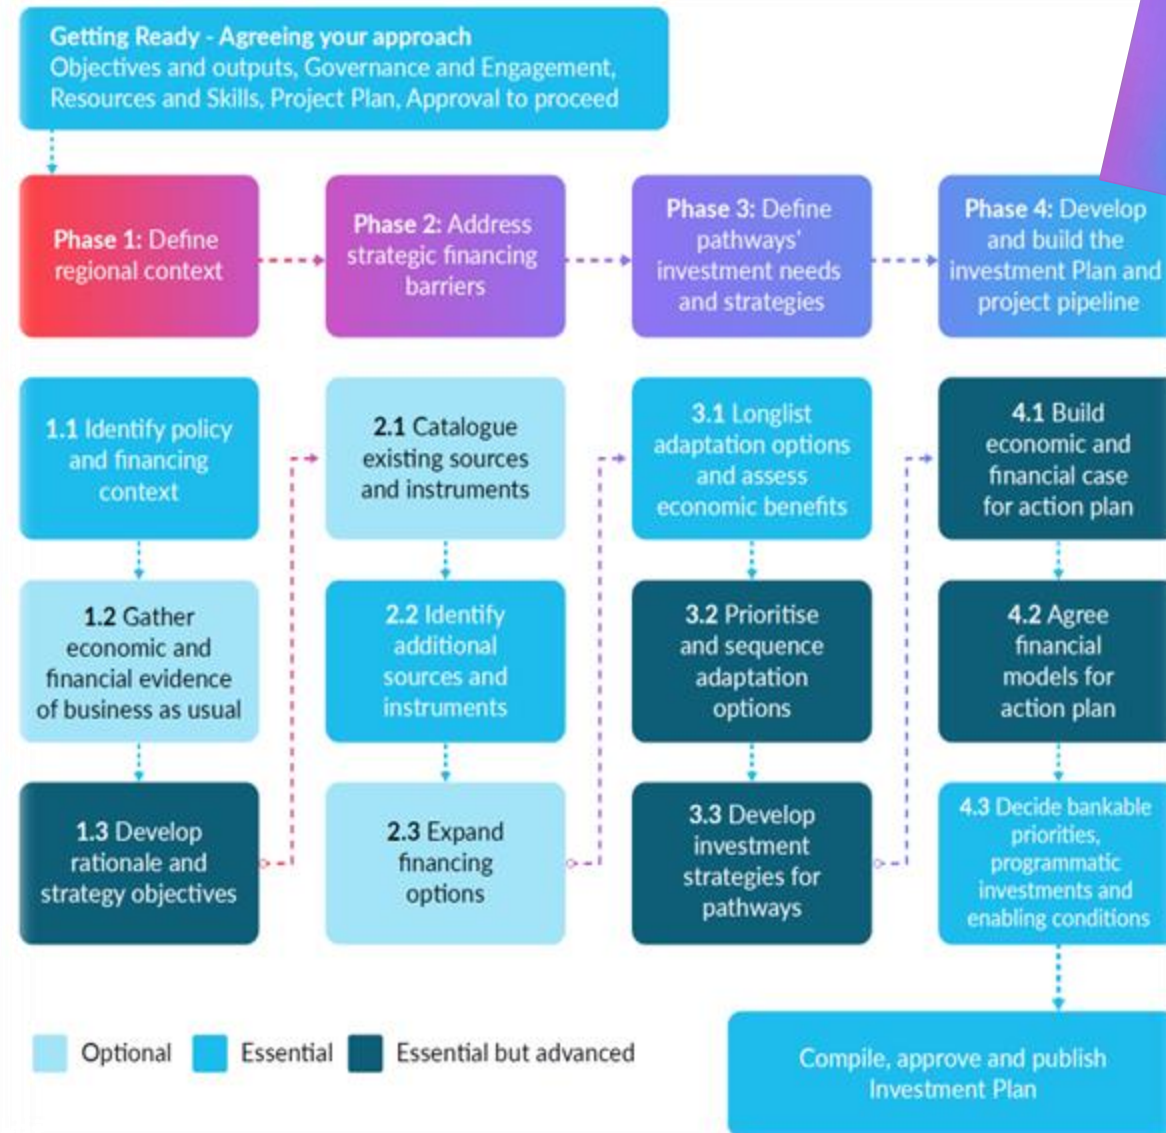 Getting Ready - Agreeing your approach
Objectives and outputs, Governance and Engagement,
Resources and Skills, Project Plan, Approval to proceed
Phase 1: Define
regional context
Phase 2: Address
strategic financing
barriers
Phase 3: Define
pathways'
investment needs
and strategies
Phase 4: Develop
and build the
investment Plan and
project pipeline
1.1 Identify policy
and financing
context
2.1 Catalogue
existing sources
and instruments
3.1 Longlist
adaptation options
and assess
economic benefits
4.1 Build
economic and
financial case
for action plan
1.2 Gather
economic and
financial evidence
of business as usual
2.2 Identify
additional
sources and
instruments
3.2 Prioritise
and sequence
adaptation
options
4.2 Agree
financial
models for
action plan
1.3 Develop
rationale and
strategy objectives
2.3 Expand
financing
options
3.3 Develop
investment
strategies for
pathways
4.3 Decide bankable
priorities,
programmatic
investments and
enabling conditions
Optional
Essential
Essential but advanced
Compile, approve and publish
Investment Plan